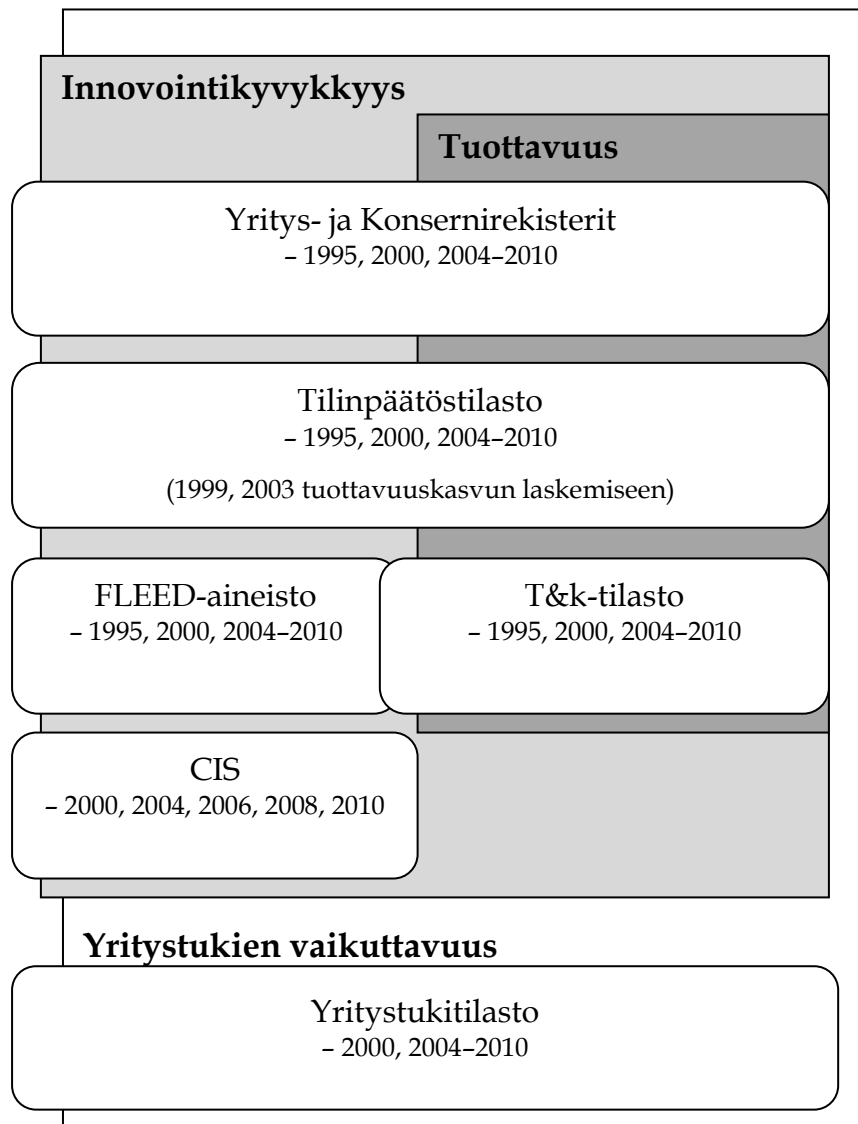 Innovointikyvykkyys
Tuottavuus
Yritys- ja Konsernirekisterit
– 1995, 2000, 2004–2010
Tilinpäätöstilasto
– 1995, 2000, 2004–2010
(1999, 2003 tuottavuuskasvun laskemiseen)
FLEED-aineisto
– 1995, 2000, 2004–2010
T&k-tilasto
– 1995, 2000, 2004–2010
CIS
– 2000, 2004, 2006, 2008, 2010
Yritystukien vaikuttavuus
Yritystukitilasto
– 2000, 2004–2010